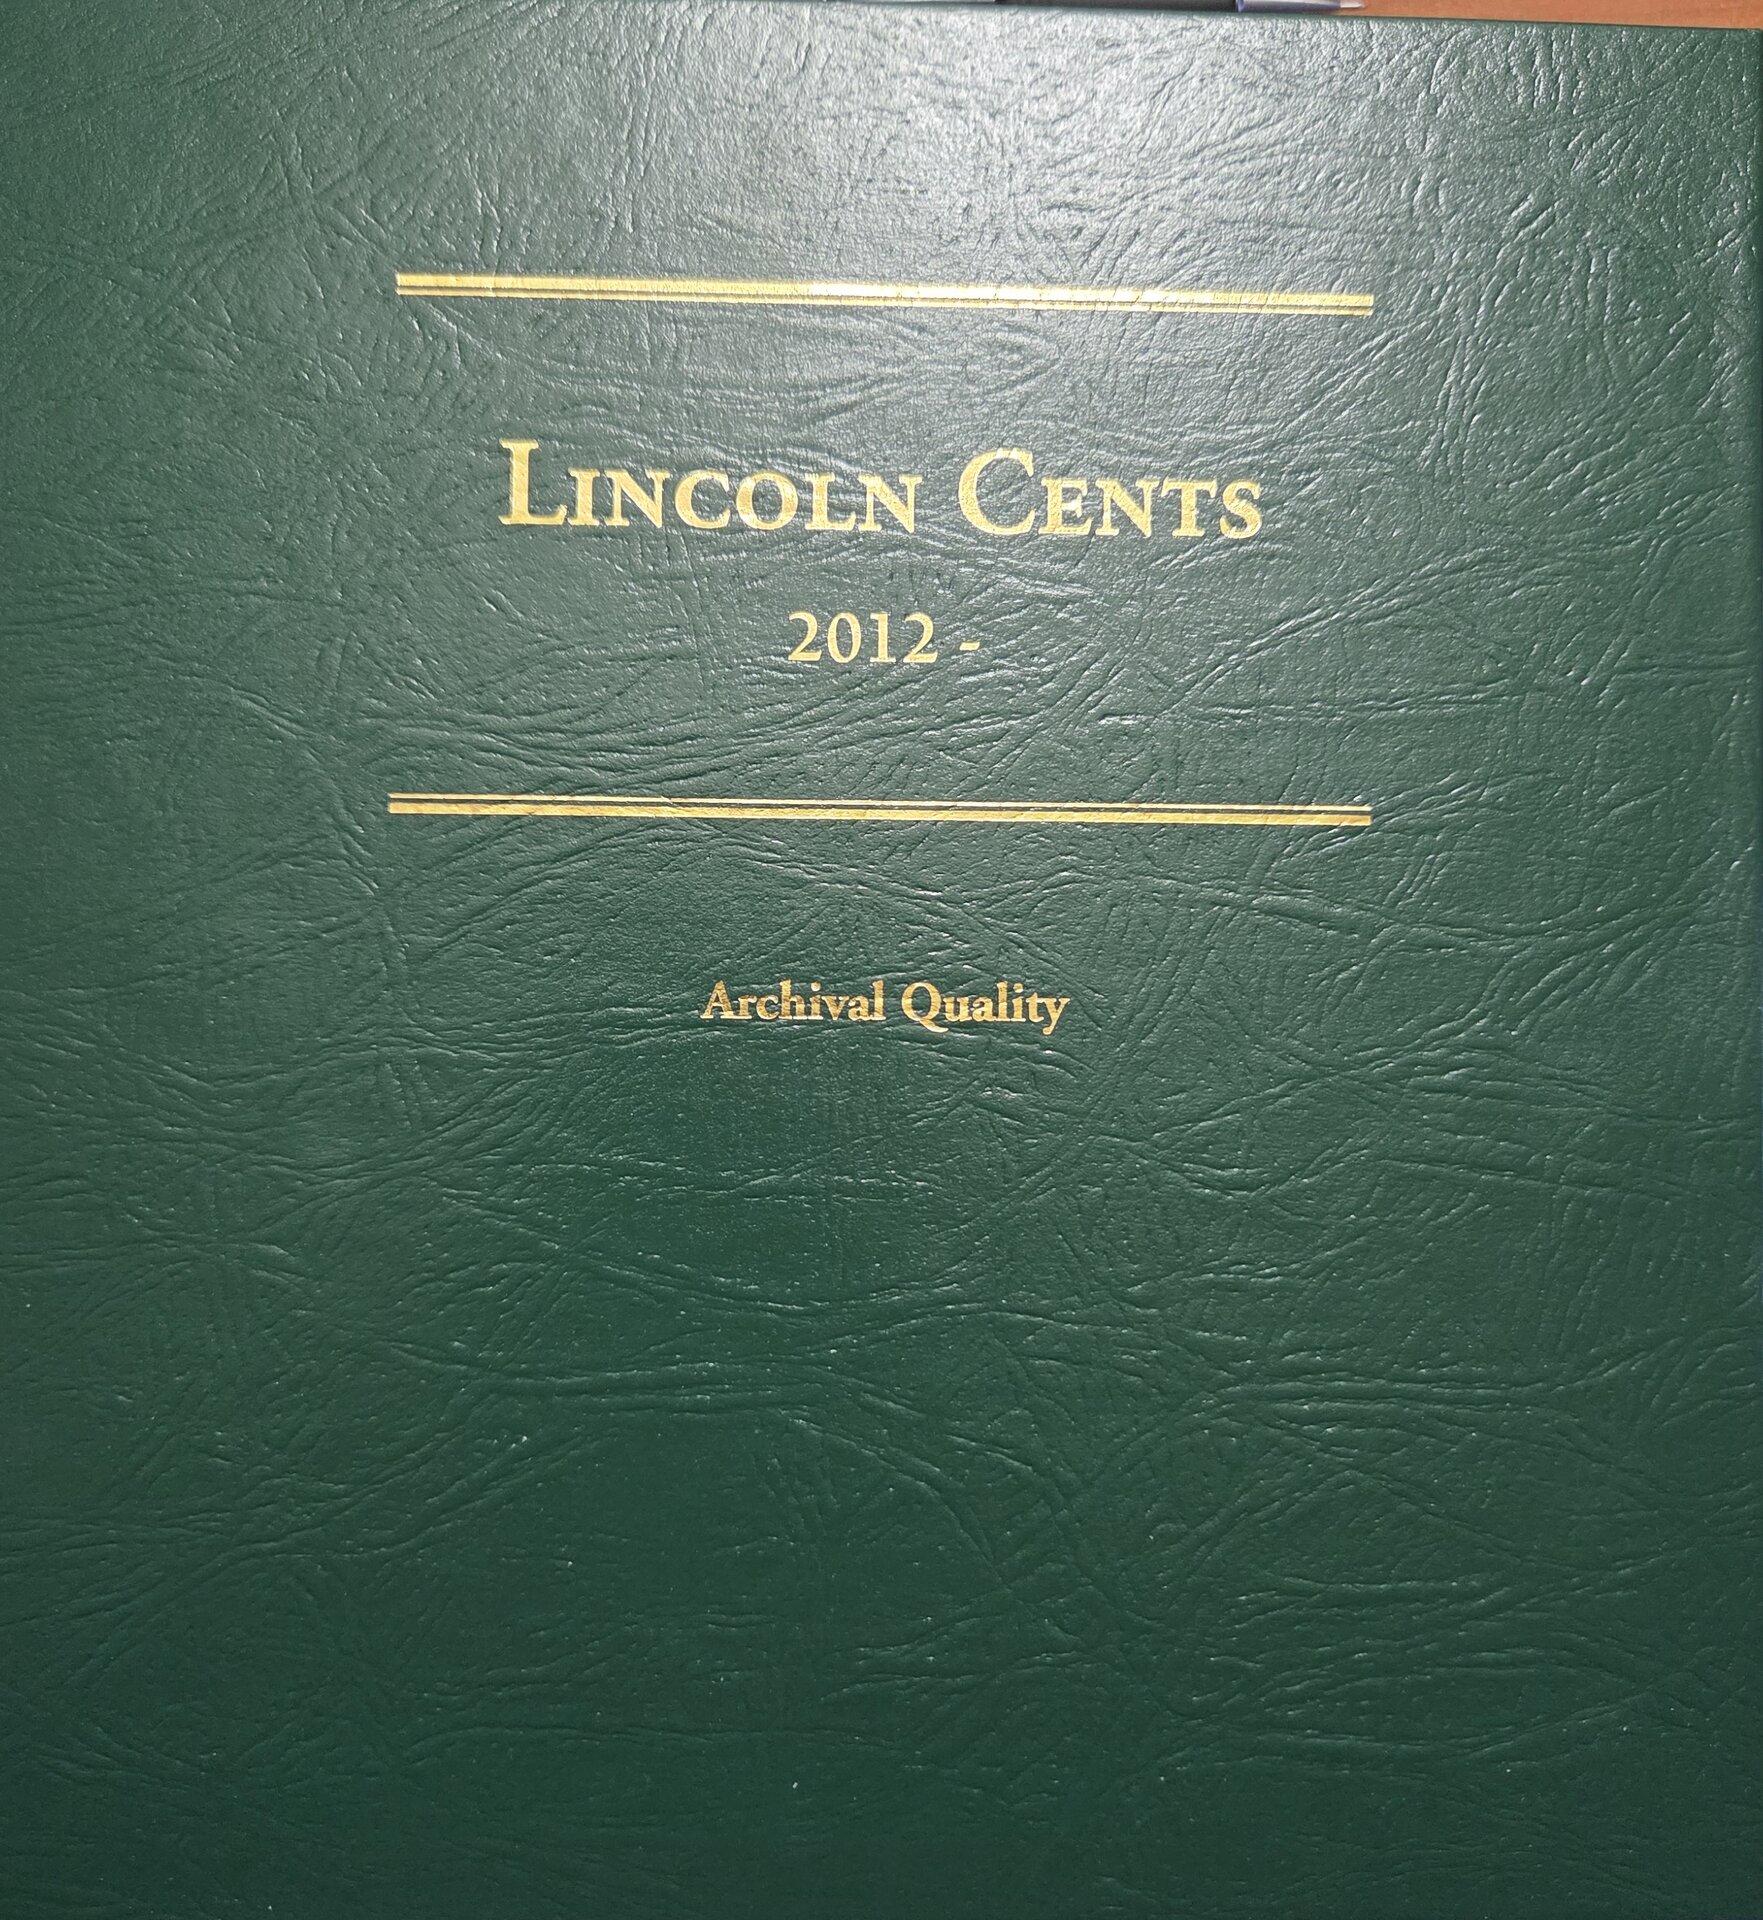 LINCOLN CENTS
2012 -
Archival Quality